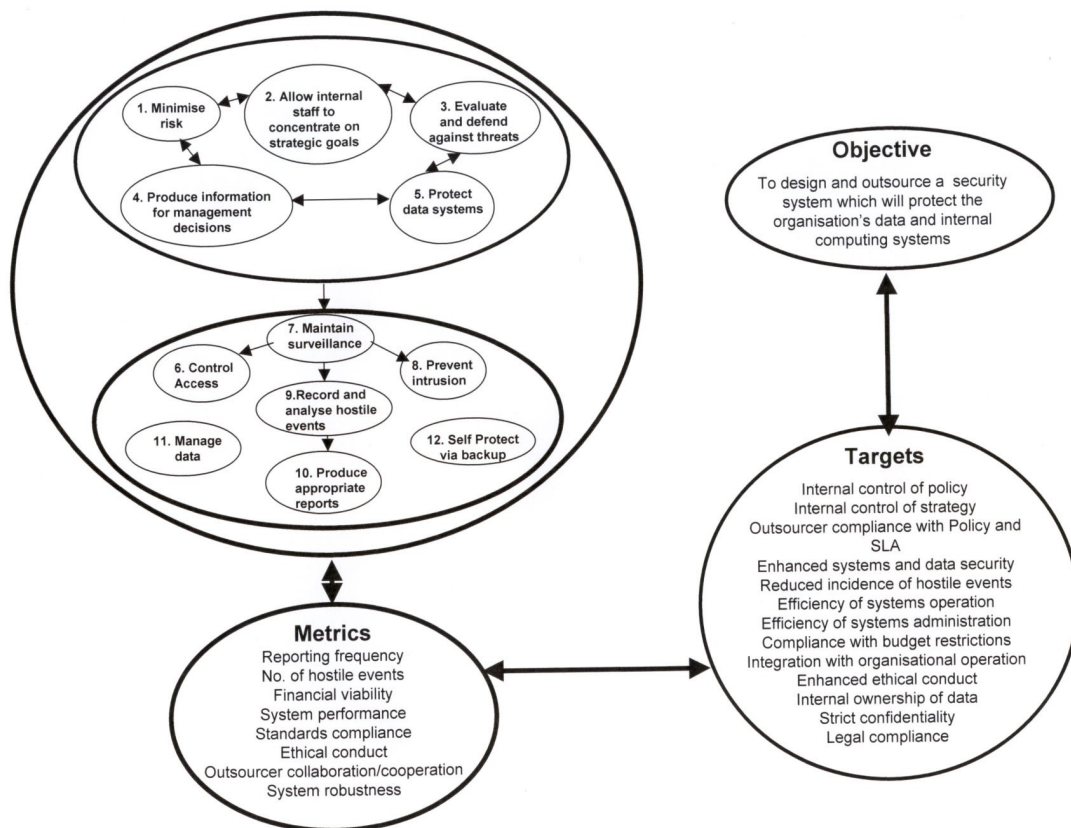 1. Minimise
risk
2. Allow internal
staff to
concentrate on
strategic goals
3. Evaluate
and defend
against threats
4. Produce information
for management
decisions
5. Protect
data systems
7. Maintain
surveillance
6. Control
Access
8. Prevent
intrusion
9.Record and
analyse hostile
events
11. Manage
data
12. Self Protect
via backup
10. Produce
appropriate
reports
Metrics
Reporting frequency
No. of hostile events
Financial viability
System performance
Standards compliance
Ethical conduct
Outsourcer collaboration/cooperation
System robustness
Objective
To design and outsource a security
system which will protect the
organisation's data and internal
computing systems
Targets
Internal control of policy
Internal control of strategy
Outsourcer compliance with Policy and
SLA
Enhanced systems and data security
Reduced incidence of hostile events
Efficiency of systems operation
Efficiency of systems administration
Compliance with budget restrictions
Integration with organisational operation
Enhanced ethical conduct
Internal ownership of data
Strict confidentiality
Legal compliance